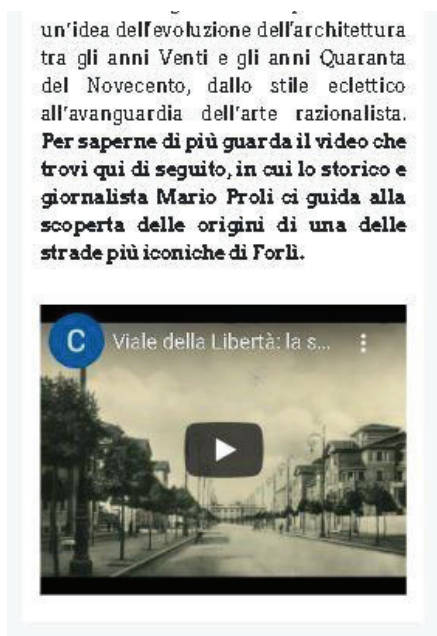 un'idea dell'evoluzione dell'architettura
tra gli anni Venti e gli anni Quaranta
del Novecento, dallo stile eclettico
all'avanguardia dell'arte razionalista.
Per saperne di più guarda il video che
trovi qui di seguito, in cui lo storico e
giornalista Mario Proli ci guida alla
scoperta delle origini di una delle
strade più iconiche di Forlì.
C Viale della Libertà: la s...